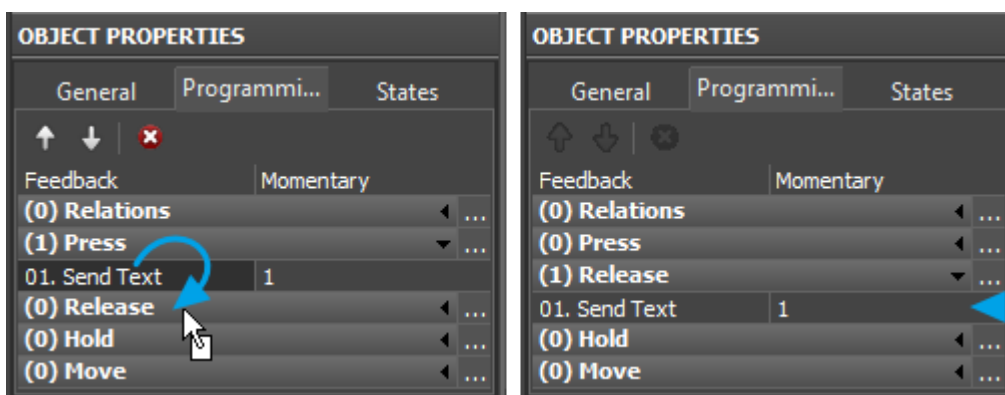 OBJECT PROPERTIES
General Programmi... States
Feedback Momentary
(0) Relations ...
(1) Press ...
01. Send Text 1
(0) Release ...
(0) Hold ...
(0) Move ...
OBJECT PROPERTIES
General Programmi... States
Feedback Momentary
(0) Relations ...
(0) Press ...
(1) Release ...
01. Send Text 1
(0) Hold ...
(0) Move ...